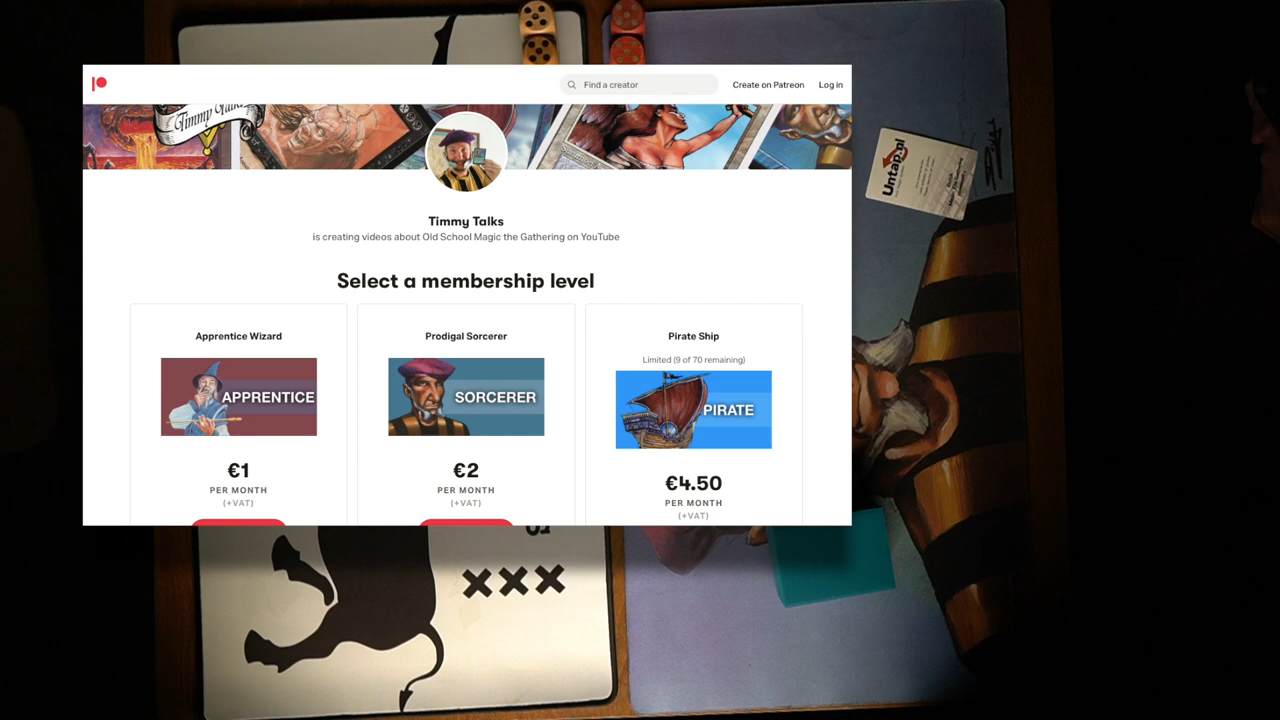 Find a creator
Create on Patreon
Log in
Timmy Talks
Timmy Talks
is creating videos about Old School Magic the Gathering on YouTube
Select a membership level
Apprentice Wizard
Prodigal Sorcerer
Pirate Ship
Limited (9 of 70 remaining)
APPRENTICE
SORCERER
PIRATE
€1
€2
€4.50
PER MONTH
PER MONTH
PER MONTH
(+VAT)
(+VAT)
(+VAT)
Untap.pl
XXX